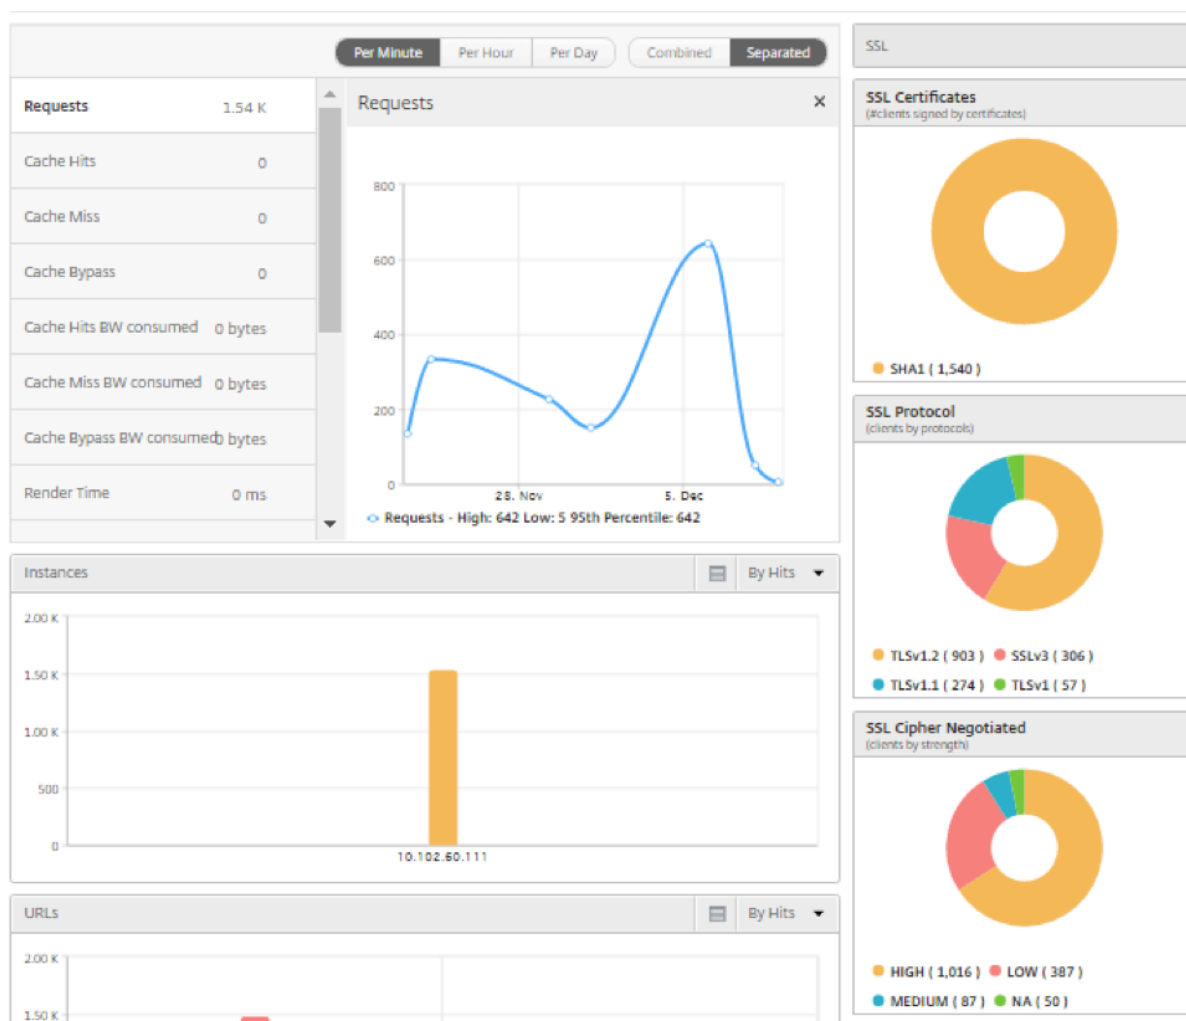 Per Minute Per Hour Per Day Combined Separated
Requests 1.54 K
Cache Hits 0
Cache Miss 0
Cache Bypass 0
Cache Hits BW consumed 0 bytes
Cache Miss BW consumed 0 bytes
Cache Bypass BW consumed 0 bytes
Render Time 0 ms
Requests ×
800
600
400
200
0
28. Nov 5. Dec
Requests - High: 642 Low: 5 95th Percentile: 642
Instances By Hits
2.00 K
1.50 K
1.00 K
500
0
10.102.60.111
URLs By Hits
2.00 K
1.50 K
SSL
SSL Certificates
(#clients signed by certificates)
SHA1 ( 1,540 )
SSL Protocol
(clients by protocols)
TLSv1.2 ( 903 ) SSLv3 ( 306 )
TLSv1.1 ( 274 ) TLSv1 ( 57 )
SSL Cipher Negotiated
(clients by strength)
HIGH ( 1,016 ) LOW ( 387 )
MEDIUM ( 87 ) NA ( 50 )